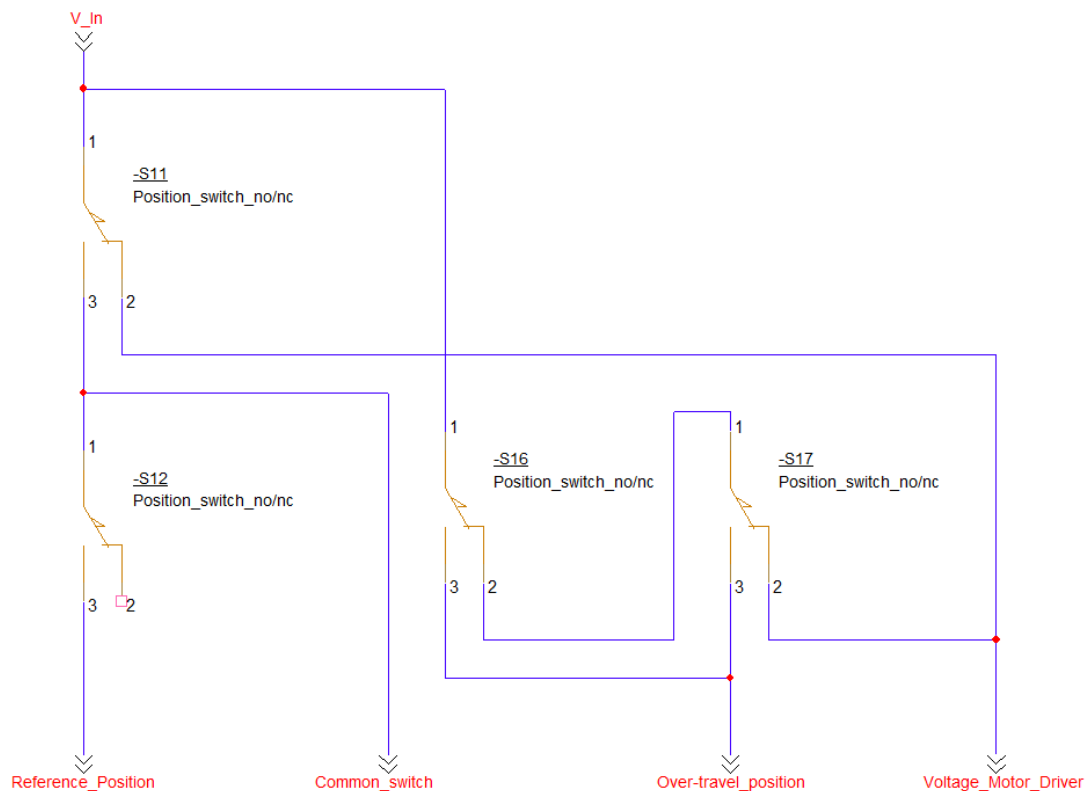 V_In
1
-S11
Position_switch_no/nc
3 2
1
-S12
Position_switch_no/nc
3 2
1
-S16
Position_switch_no/nc
3 2
1
-S17
Position_switch_no/nc
3 2
Reference_Position
Common_switch
Over-travel_position
Voltage_Motor_Driver